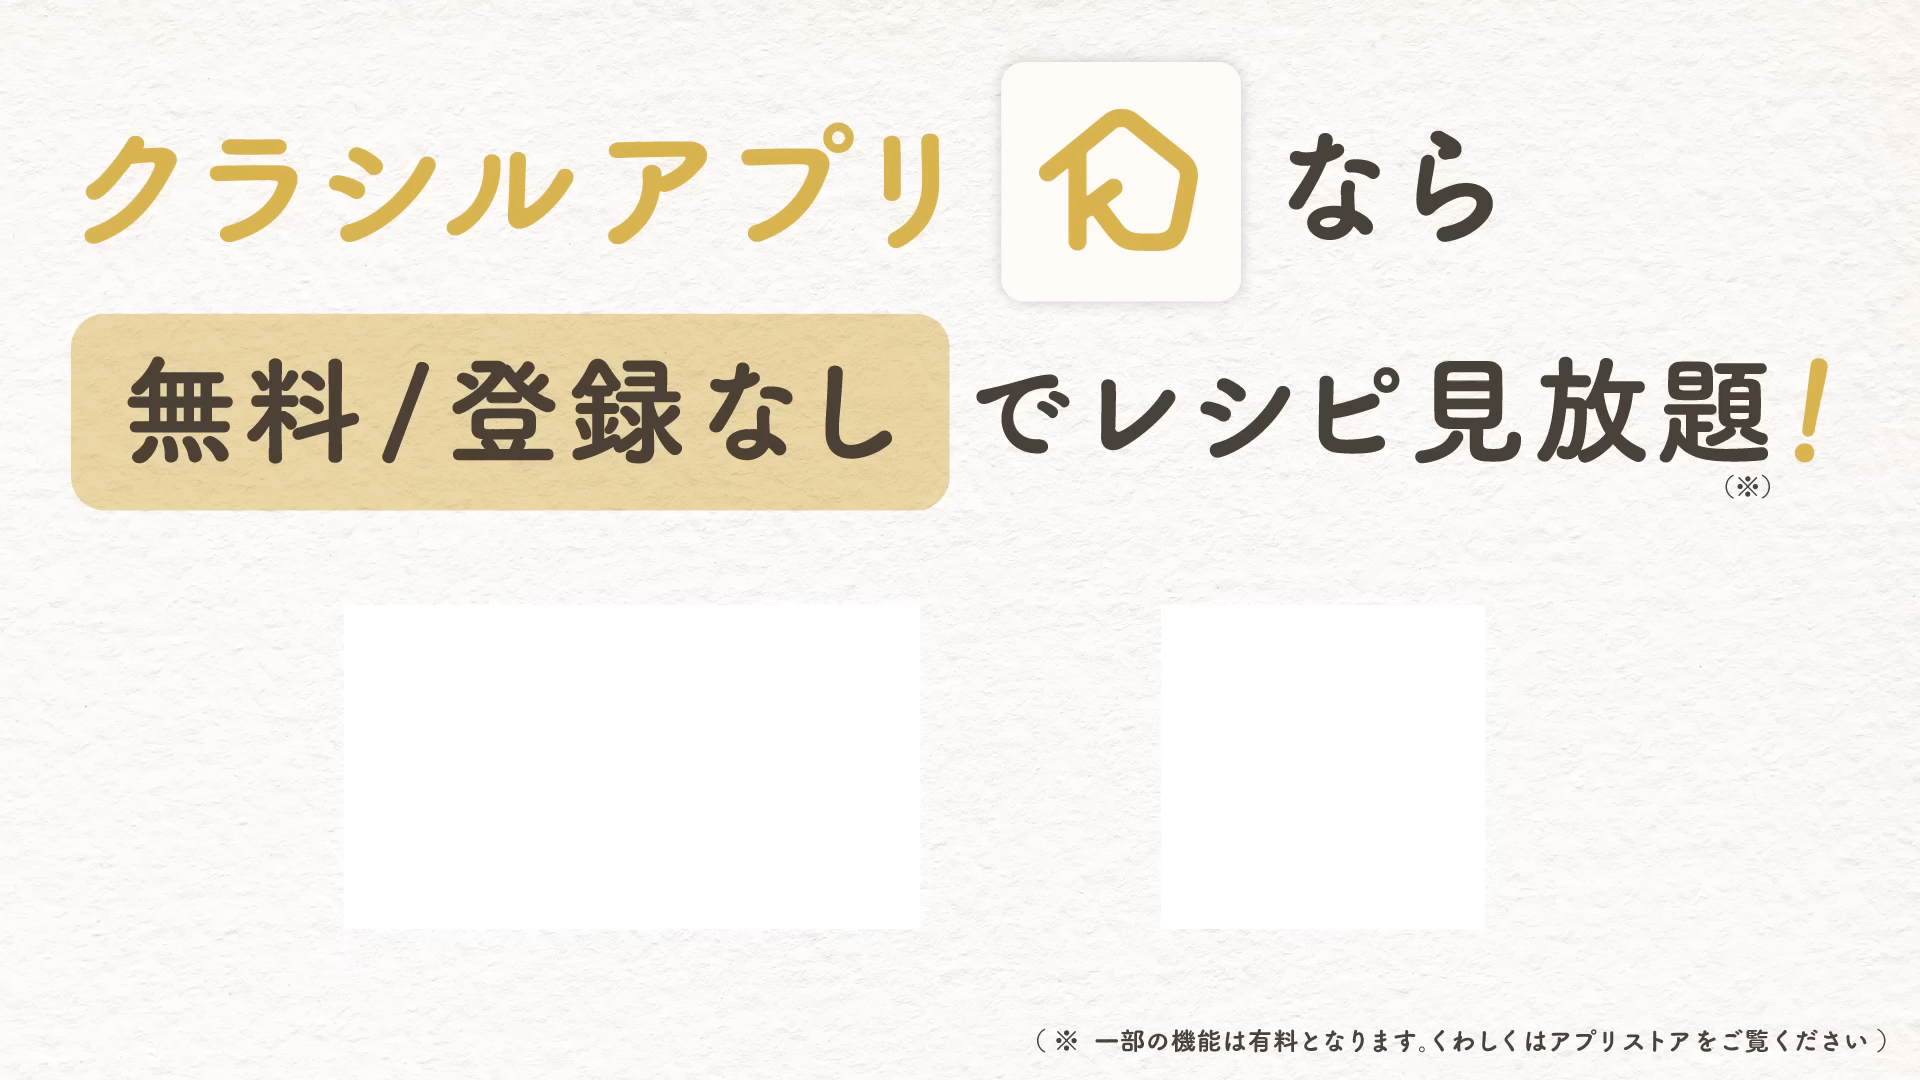 クラシルアプリ なら
無料/登録なし でレシピ見放題!
(※)
(※ 一部の機能は有料となります。くわしくはアプリストアをご覧ください)